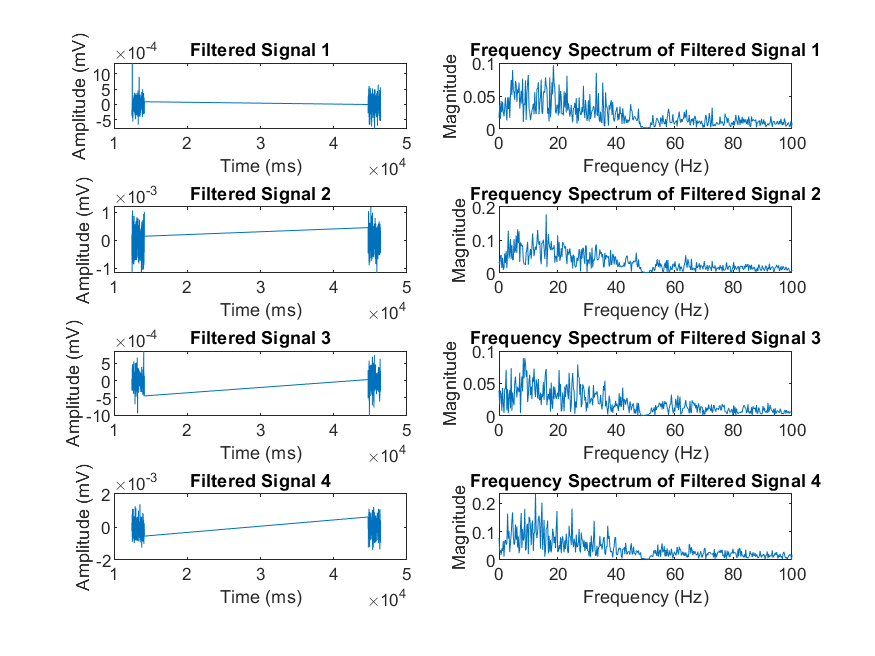 Filtered Signal 1
×10-4
Amplitude (mV)
10
5
0
-5
1 2 3 4 5
Time (ms)
×104
Frequency Spectrum of Filtered Signal 1
Magnitude
0.1
0.05
0
0 20 40 60 80 100
Frequency (Hz)
Filtered Signal 2
×10-3
Amplitude (mV)
1
0
-1
1 2 3 4 5
Time (ms)
×104
Frequency Spectrum of Filtered Signal 2
Magnitude
0.2
0.1
0
0 20 40 60 80 100
Frequency (Hz)
Filtered Signal 3
×10-4
Amplitude (mV)
5
0
-5
-10
1 2 3 4 5
Time (ms)
×104
Frequency Spectrum of Filtered Signal 3
Magnitude
0.1
0.05
0
0 20 40 60 80 100
Frequency (Hz)
Filtered Signal 4
×10-3
Amplitude (mV)
2
0
-2
1 2 3 4 5
Time (ms)
×104
Frequency Spectrum of Filtered Signal 4
Magnitude
0.2
0.1
0
0 20 40 60 80 100
Frequency (Hz)